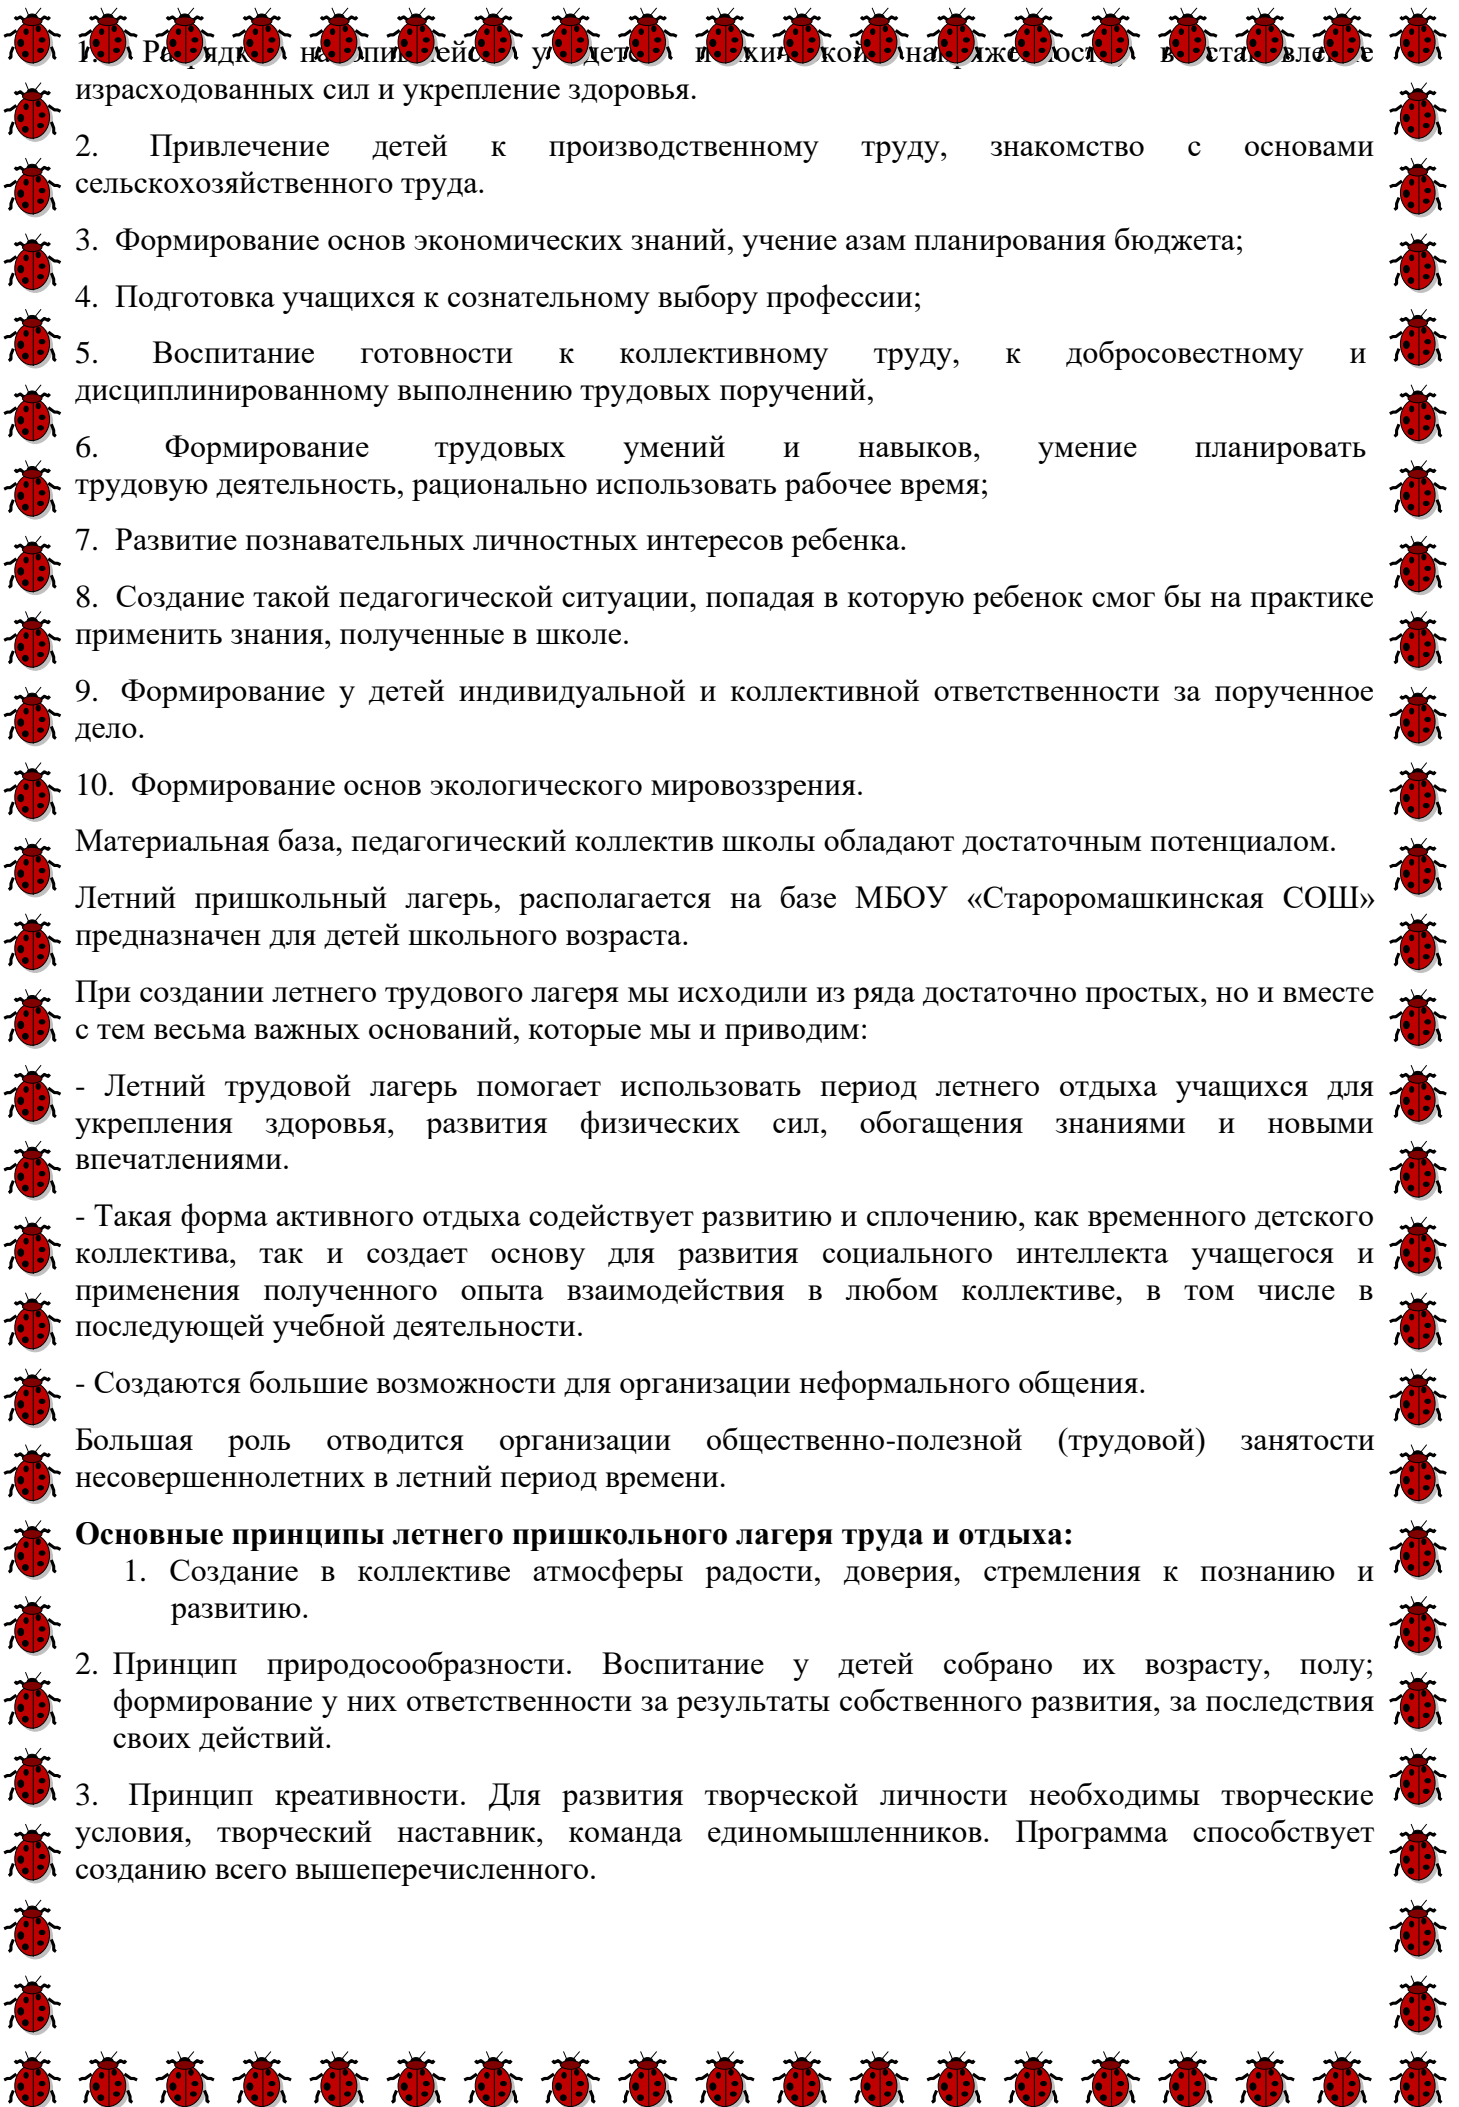 1. Разрядка накопившейся у детей психической напряженности, восстановление
израсходованных сил и укрепление здоровья.
2. Привлечение детей к производственному труду, знакомство с основами
сельскохозяйственного труда.
3. Формирование основ экономических знаний, учение азам планирования бюджета;
4. Подготовка учащихся к сознательному выбору профессии;
5. Воспитание готовности к коллективному труду, к добросовестному и
дисциплинированному выполнению трудовых поручений,
6. Формирование трудовых умений и навыков, умение планировать
трудовую деятельность, рационально использовать рабочее время;
7. Развитие познавательных личностных интересов ребенка.
8. Создание такой педагогической ситуации, попадая в которую ребенок смог бы на практике
применить знания, полученные в школе.
9. Формирование у детей индивидуальной и коллективной ответственности за порученное
дело.
10. Формирование основ экологического мировоззрения.
Материальная база, педагогический коллектив школы обладают достаточным потенциалом.
Летний пришкольный лагерь, располагается на базе МБОУ «Староромашкинская СОШ»
предназначен для детей школьного возраста.
При создании летнего трудового лагеря мы исходили из ряда достаточно простых, но и вместе
с тем весьма важных оснований, которые мы и приводим:
- Летний трудовой лагерь помогает использовать период летнего отдыха учащихся для
укрепления здоровья, развития физических сил, обогащения знаниями и новыми
впечатлениями.
- Такая форма активного отдыха содействует развитию и сплочению, как временного детского
коллектива, так и создает основу для развития социального интеллекта учащегося и
применения полученного опыта взаимодействия в любом коллективе, в том числе в
последующей учебной деятельности.
- Создаются большие возможности для организации неформального общения.
Большая роль отводится организации общественно-полезной (трудовой) занятости
несовершеннолетних в летний период времени.
Основные принципы летнего пришкольного лагеря труда и отдыха:
1. Создание в коллективе атмосферы радости, доверия, стремления к познанию и
развитию.
2. Принцип природосообразности. Воспитание у детей собрано их возрасту, полу;
формирование у них ответственности за результаты собственного развития, за последствия
своих действий.
3. Принцип креативности. Для развития творческой личности необходимы творческие
условия, творческий наставник, команда единомышленников. Программа способствует
созданию всего вышеперечисленного.